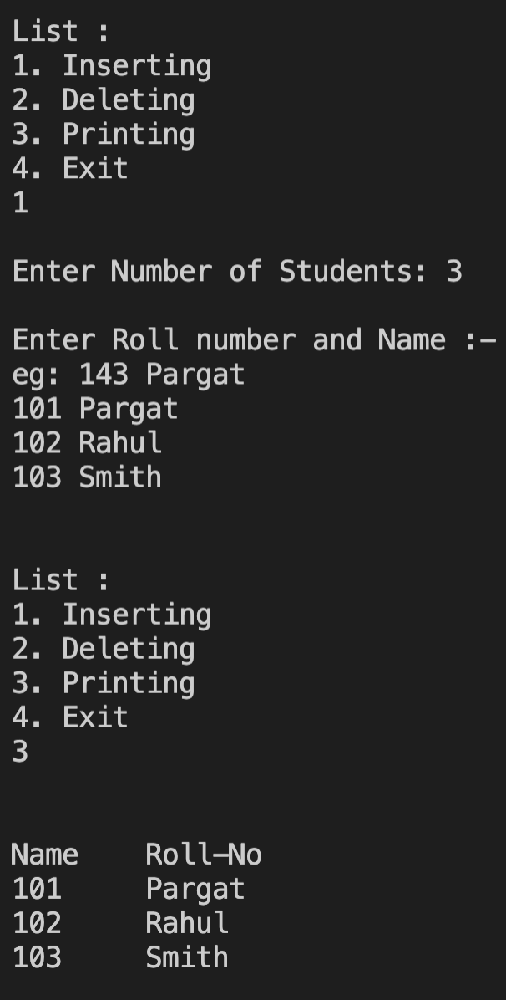 List :
1. Inserting
2. Deleting
3. Printing
4. Exit
1
Enter Number of Students: 3
Enter Roll number and Name :-
eg: 143 Pargat
101 Pargat
102 Rahul
103 Smith
List :
1. Inserting
2. Deleting
3. Printing
4. Exit
3
Name    Roll-No
101     Pargat
102     Rahul
103     Smith